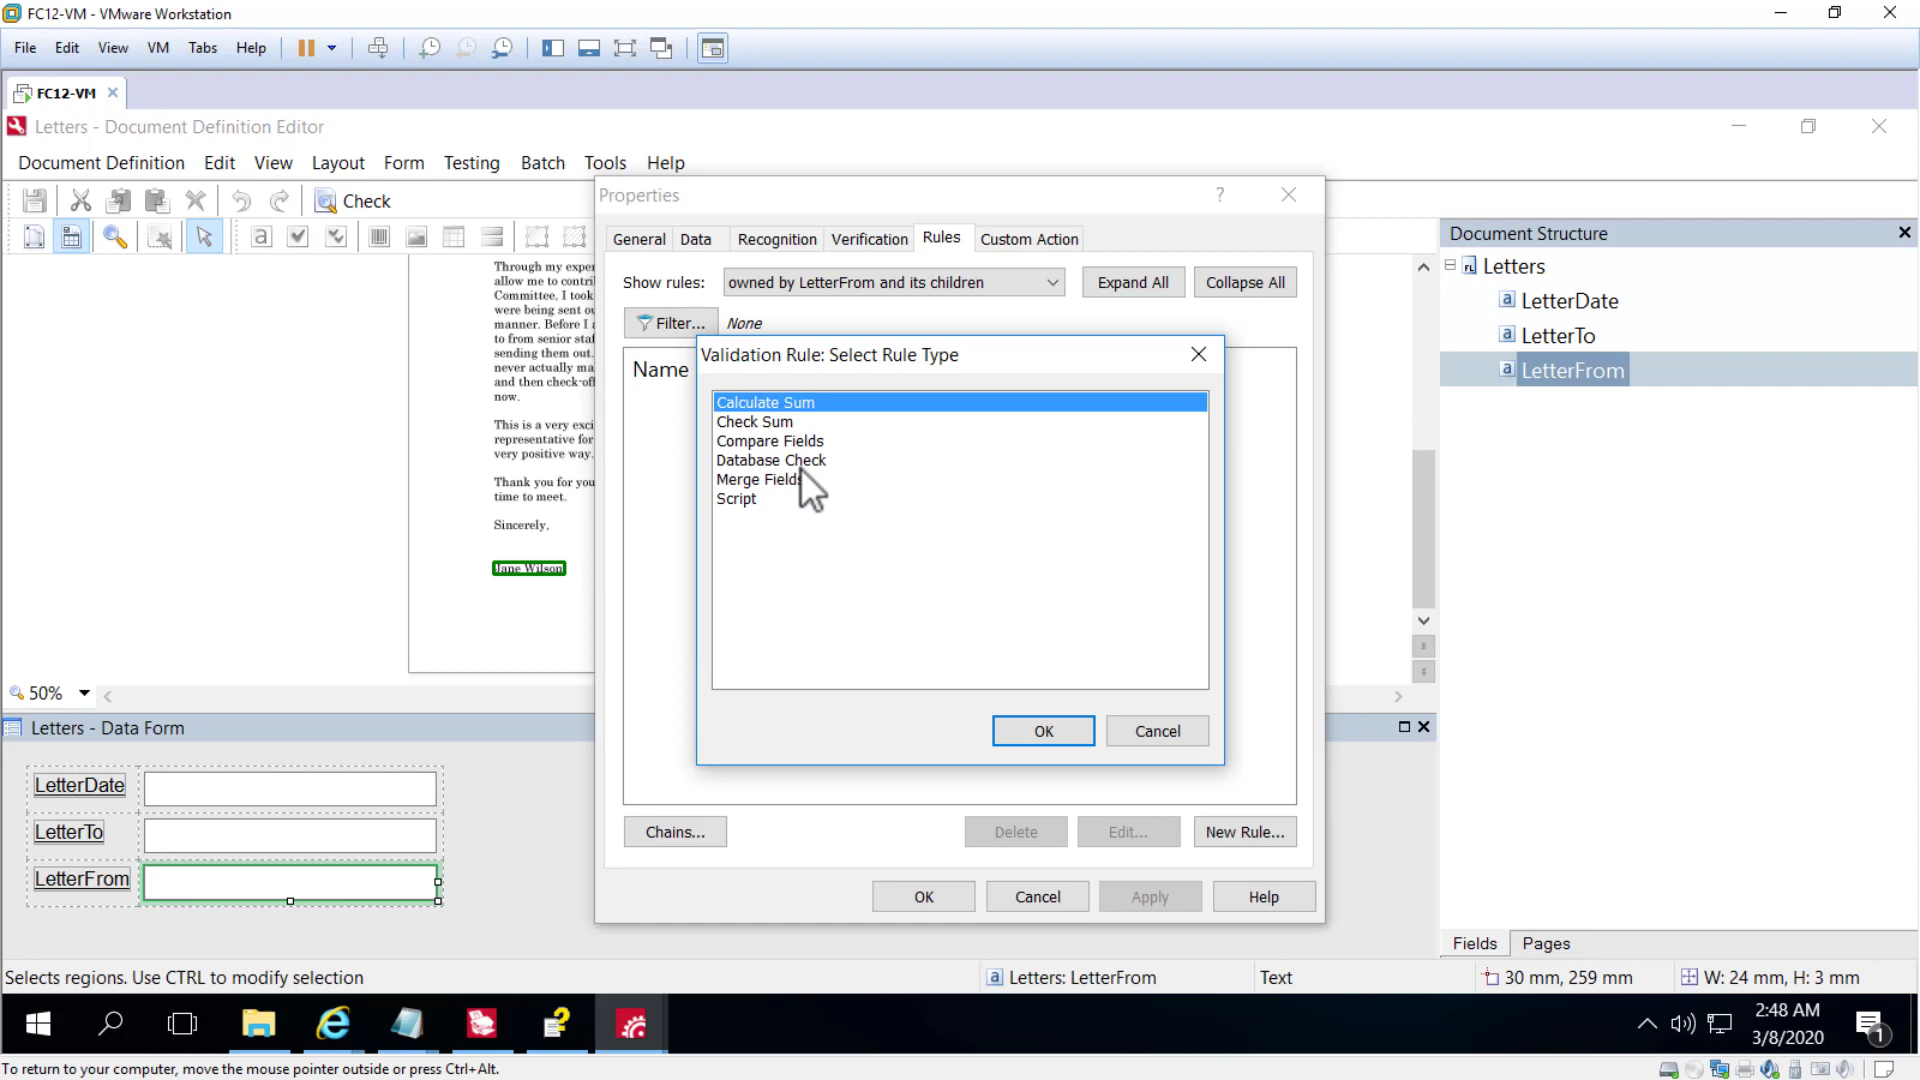 FC12-VM - VMware Workstation
File Edit View VM Tabs Help
FC12-VM
Letters - Document Definition Editor
Document Definition Edit View Layout Form Testing Batch Tools Help
Check
Properties
General Data Recognition Verification Rules Custom Action
Show rules: owned by LetterFrom and its children Expand All Collapse All
Filter... None
Name
Validation Rule: Select Rule Type
Calculate Sum
Check Sum
Compare Fields
Database Check
Merge Fields
Script
OK Cancel
Chains... Delete Edit... New Rule...
OK Cancel Apply Help
Through my exper
allow me to contri
Committee, I took
were being sent ou
manner. Before I a
to from senior staf
sending them out.
never actually ma
and then check-off
now.
This is a very exci
representative for
very positive way.
Thank you for you
time to meet.
Sincerely,
Jane Wilson
50%
Document Structure
Letters
LetterDate
LetterTo
LetterFrom
Letters - Data Form
LetterDate
LetterTo
LetterFrom
Fields Pages
Selects regions. Use CTRL to modify selection Letters: LetterFrom Text 30 mm, 259 mm W: 24 mm, H: 3 mm
2:48 AM
3/8/2020
1
To return to your computer, move the mouse pointer outside or press Ctrl+Alt.